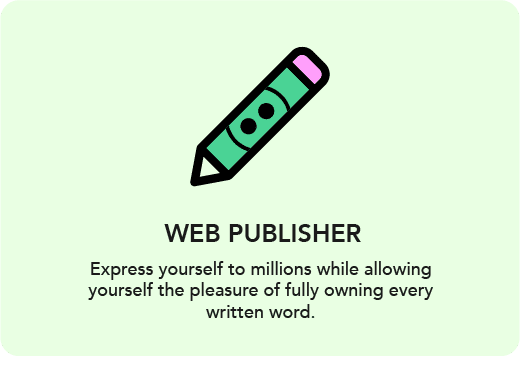 WEB PUBLISHER
Express yourself to millions while allowing
yourself the pleasure of fully owning every
written word.